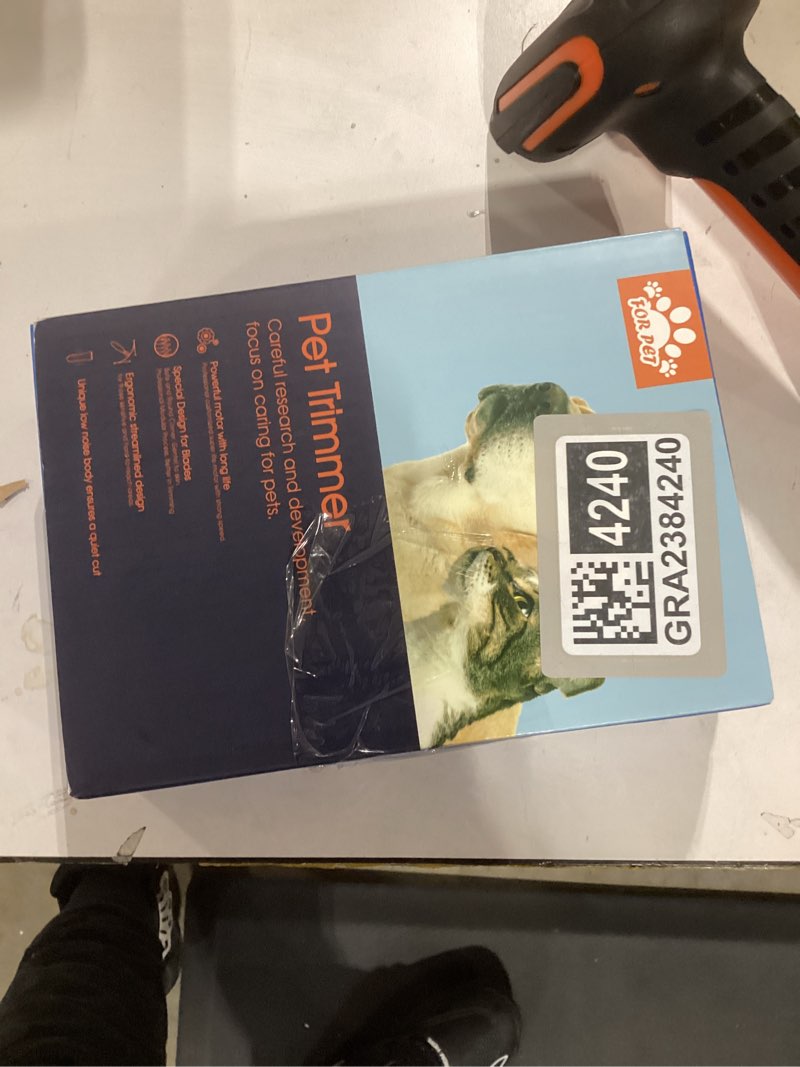 FOR PET
4240
GRA2384240
Pet Trimmer
Careful research and development
focus on caring for pets.
Powerful motor with long life
Special Design for Blades
Ergonomic streamlined design
Unique low noise body ensures a quiet cut